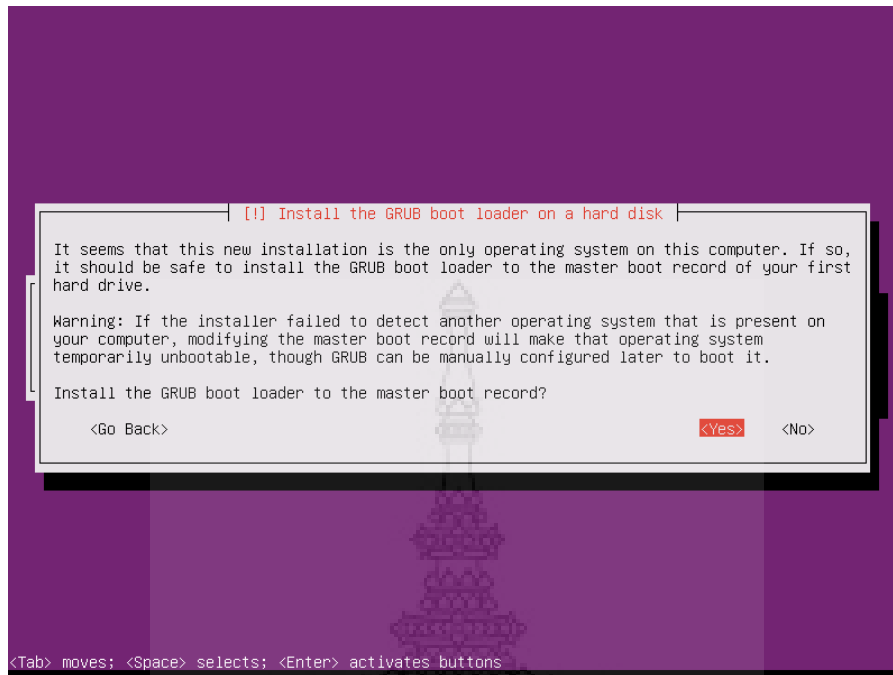 [!] Install the GRUB boot loader on a hard disk
It seems that this new installation is the only operating system on this computer. If so,
it should be safe to install the GRUB boot loader to the master boot record of your first
hard drive.
Warning: If the installer failed to detect another operating system that is present on
your computer, modifying the master boot record will make that operating system
temporarily unbootable, though GRUB can be manually configured later to boot it.
Install the GRUB boot loader to the master boot record?
<Go Back> <Yes> <No>
<Tab> moves; <Space> selects; <Enter> activates buttons